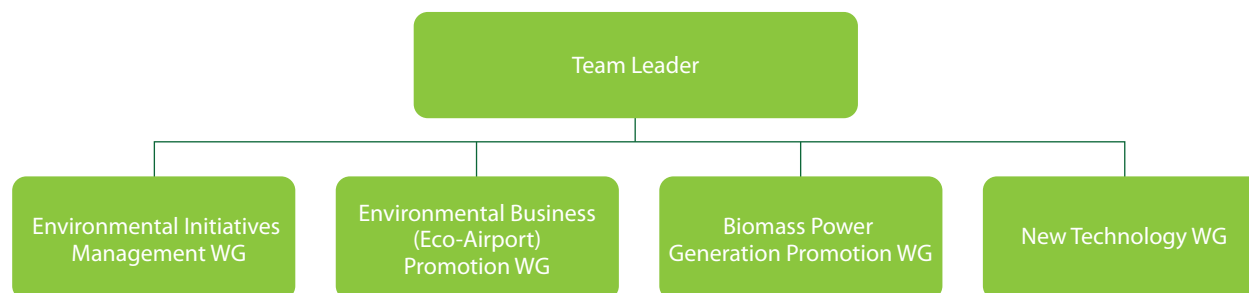 Team Leader
Environmental Initiatives
Management WG
Environmental Business
(Eco-Airport)
Promotion WG
Biomass Power
Generation Promotion WG
New Technology WG